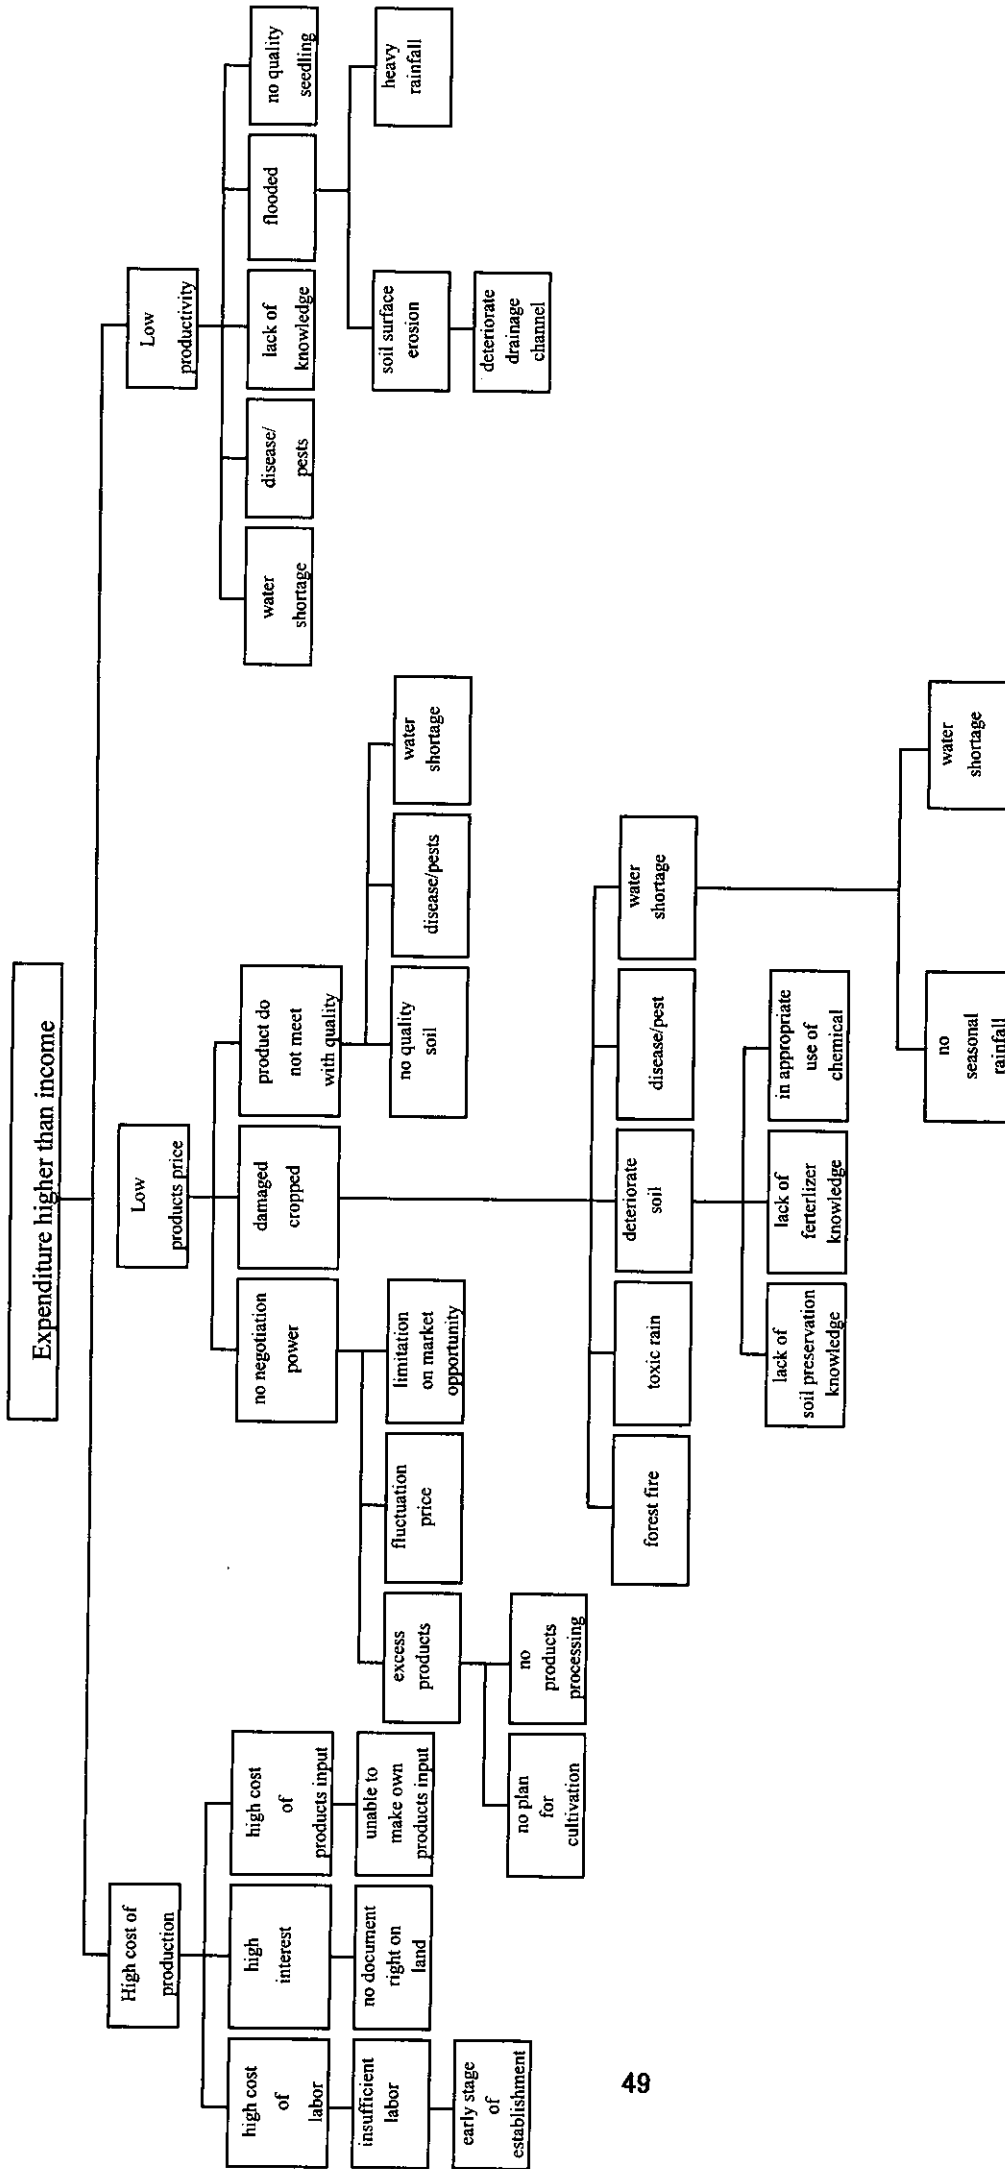 Expenditure higher than income
High cost of
production
Low
products price
Low
productivity
high cost
of
labor
high
interest
high cost
of
products input
no negotiation
power
damaged
cropped
product do
not meet
with quality
water
shortage
disease/
pests
lack of
knowledge
flooded
no quality
seedling
insufficient
labor
no document
right on
land
unable to
make own
products input
excess
products
fluctuation
price
limitation
on market
opportunity
no quality
soil
disease/pests
water
shortage
soil surface
erosion
heavy
rainfall
early stage
of
establishment
no plan
for
cultivation
no
products
processing
deteriorate
drainage
channel
forest fire
toxic rain
deteriorate
soil
disease/pest
water
shortage
lack of
soil preservation
knowledge
lack of
ferterlizer
knowledge
in appropriate
use of
chemical
no
seasonal
rainfall
water
shortage
49